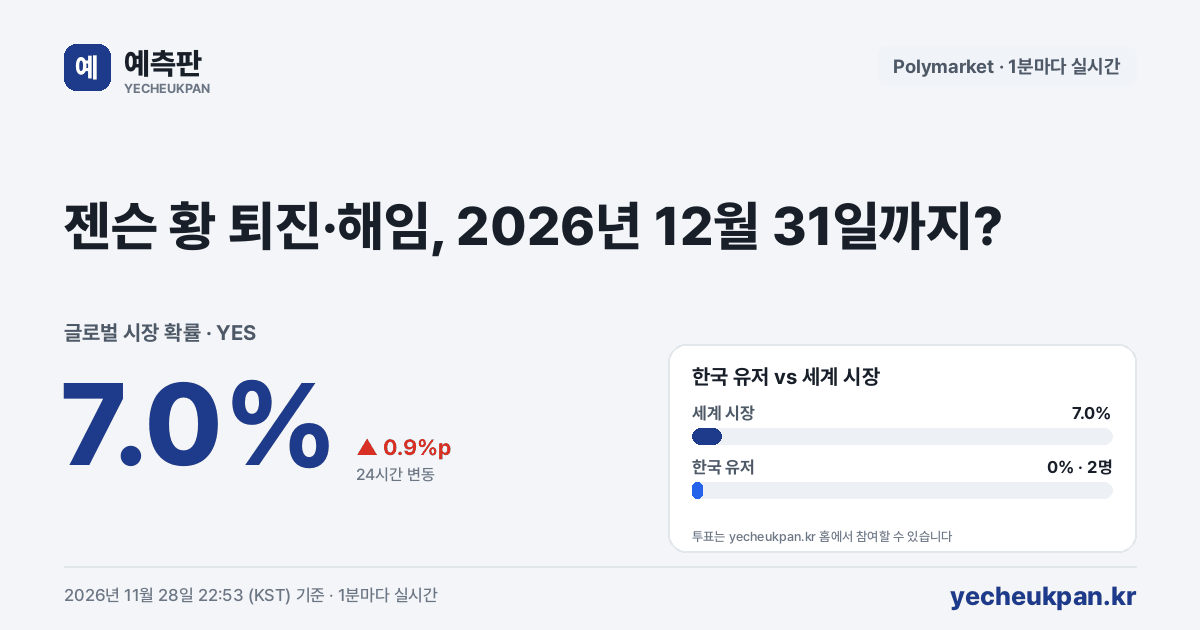 예
예측판
YECHEUKPAN
Polymarket · 1분마다 실시간
젠슨 황 퇴진·해임, 2026년 12월 31일까지?
글로벌 시장 확률 · YES
7.0%
▲ 0.9%p
24시간 변동
한국 유저 vs 세계 시장
세계 시장 7.0%
한국 유저 0% · 2명
투표는 yecheukpan.kr 홈에서 참여할 수 있습니다
2026년 11월 28일 22:53 (KST) 기준 · 1분마다 실시간
yecheukpan.kr